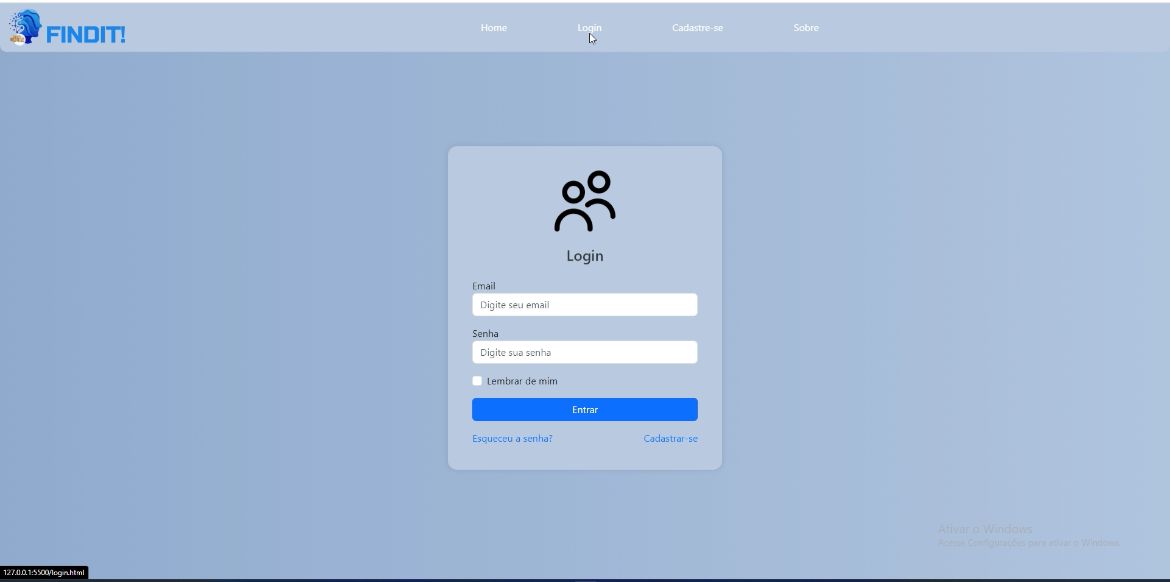 FINDIT!
Home Login Cadastre-se Sobre
Login
Email
Digite seu email
Senha
Digite sua senha
Lembrar de mim
Entrar
Esqueceu a senha? Cadastrar-se
Ativar o Windows
Acesse Configurações para ativar o Windows.
127.0.0.1:5500/login.html